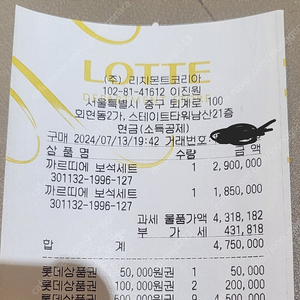 LOTTE
(주) 리치몬트코리아
102-81-41612 이진원
서울특별시 중구 퇴계로 100
외현동2가, 스테이트타워남산21층
현금(소득공제)
구매 2024/07/13/19:42 거래번호:
상 품 명 수량 금 액
까르띠에 보석세트 1 2,900,000
301132-1996-127
까르띠에 보석세트 1 1,850,000
301132-1996-127
과세 물품가액 4,318,182
부 가 세 431,818
합 계 4,750,000
롯데상품권 50,000원권 1 50,000
롯데상품권 100,000원권 2 200,000
롯데상품권 500,000원권 9 4,500,000